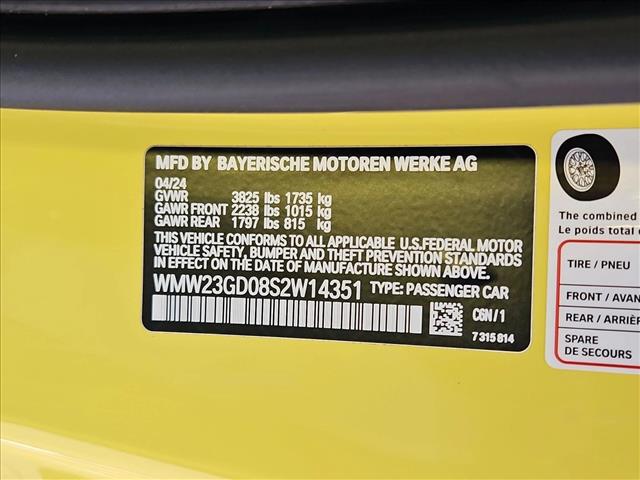 MFD BY BAYERISCHE MOTOREN WERKE AG
04/24
GVWR 3825 lbs 1735 kg
GAWR FRONT 2238 lbs 1015 kg
GAWR REAR 1797 lbs 815 kg
THIS VEHICLE CONFORMS TO ALL APPLICABLE U.S.FEDERAL MOTOR
VEHICLE SAFETY, BUMPER AND THEFT PREVENTION STANDARDS
IN EFFECT ON THE DATE OF MANUFACTURE SHOWN ABOVE.
WMW23GD08S2W14351 TYPE: PASSENGER CAR
C6N / 1
7 315 814
The combined
Le poids total
TIRE / PNEU
FRONT / AVAN
REAR / ARRIÈR
SPARE
DE SECOURS